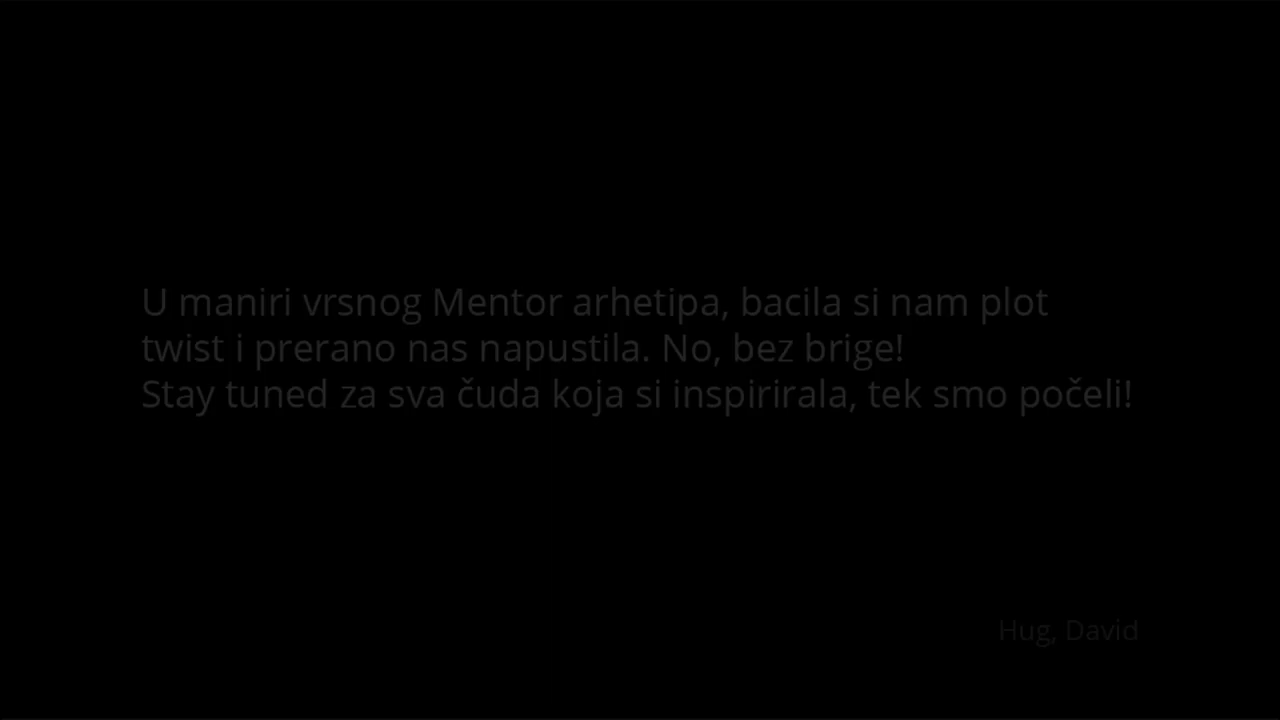 U maniri vrsnog Mentor arhetipa, bacila si nam plot
twist i prerano nas napustila. No, bez brige!
Stay tuned za sva čuda koja si inspirirala, tek smo počeli!
Hug, David